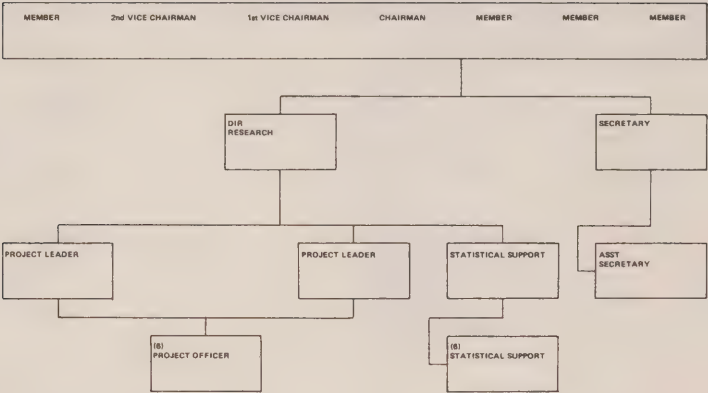 MEMBER 2nd VICE CHAIRMAN 1st VICE CHAIRMAN CHAIRMAN MEMBER MEMBER MEMBER
DIR
RESEARCH
SECRETARY
PROJECT LEADER
PROJECT LEADER
STATISTICAL SUPPORT
ASST
SECRETARY
(6)
PROJECT OFFICER
(6)
STATISTICAL SUPPORT